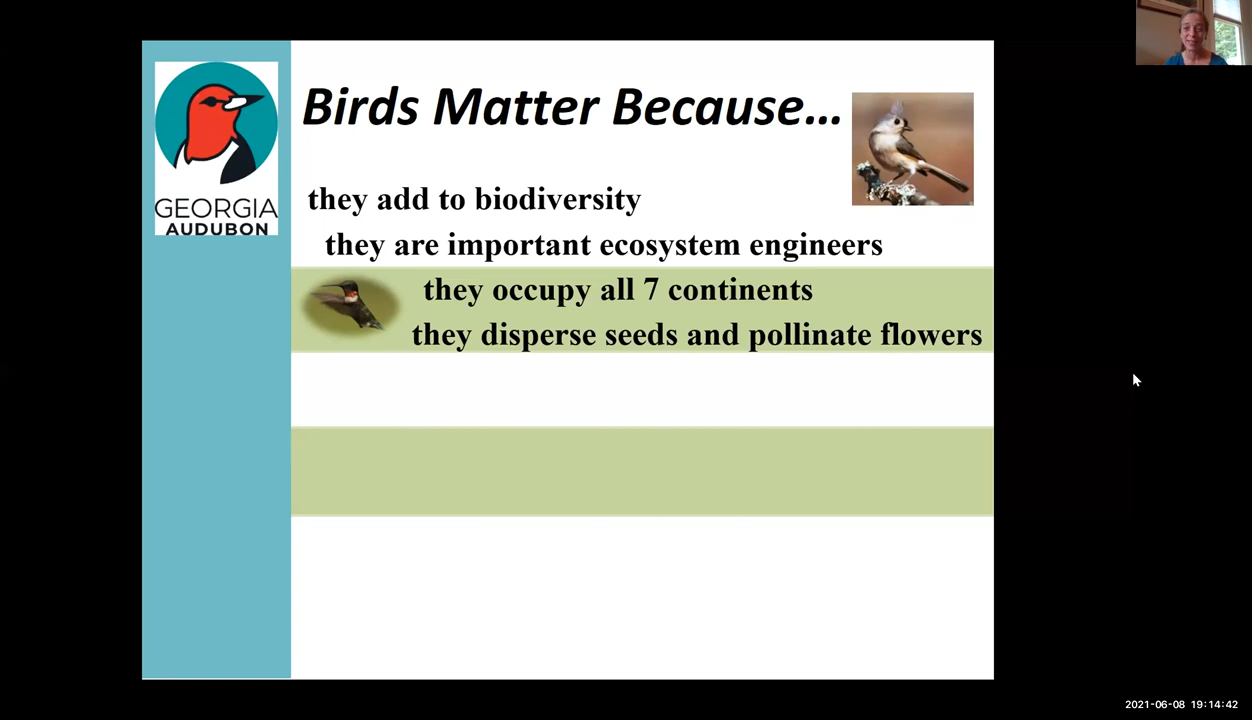 Birds Matter Because...
GEORGIA
AUDUBON
they add to biodiversity
they are important ecosystem engineers
they occupy all 7 continents
they disperse seeds and pollinate flowers
2021-06-08 19:14:42